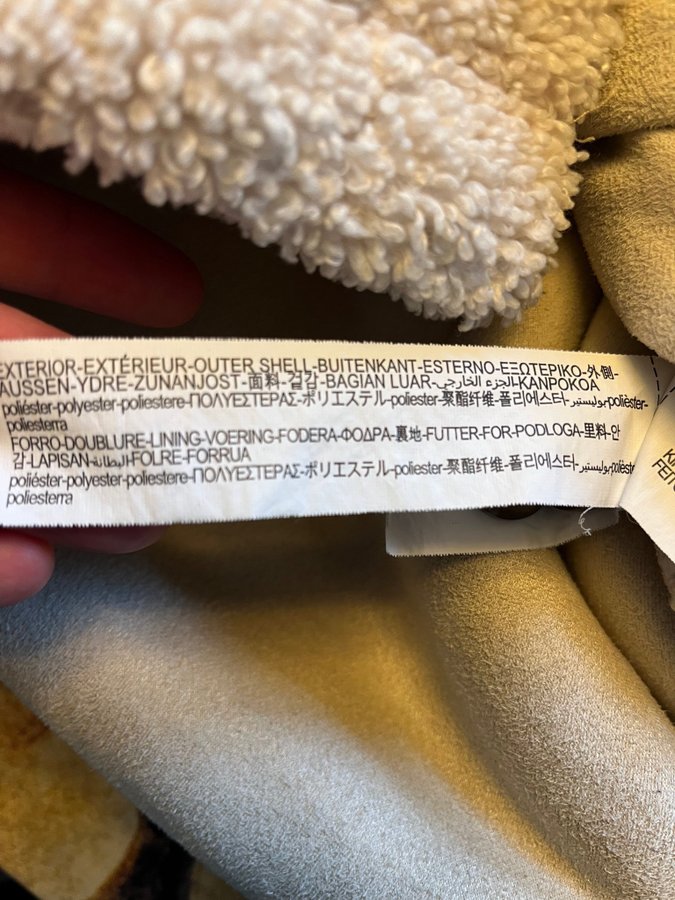 EXTERIOR-EXTÉRIEUR-OUTER SHELL-BUITENKANT-ESTERNO-ΕΞΩΤΕΡΙΚΟ-外側-
AUSSEN-YDRE-ZUNANJOST-面料-겉감-BAGIAN LUAR-الجزء الخارجي-KANPOKOA
poliéster-polyester-poliestere-ΠΟΛΥΕΣΤΕΡΑΣ-ポリエステル-poliester-聚酯纤维-폴리에스터-بوليستير-polièster-
poliesterra
FORRO-DOUBLURE-LINING-VOERING-FODERA-ΦΟΔΡΑ-裏地-FUTTER-FOR-PODLOGA-里料-안
감-LAPISAN-البطانة-FOLRE-FORRUA
poliéster-polyester-poliestere-ΠΟΛΥΕΣΤΕΡΑΣ-ポリエステル-poliester-聚酯纤维-폴리에스터-بوليستير-polièster
poliesterra